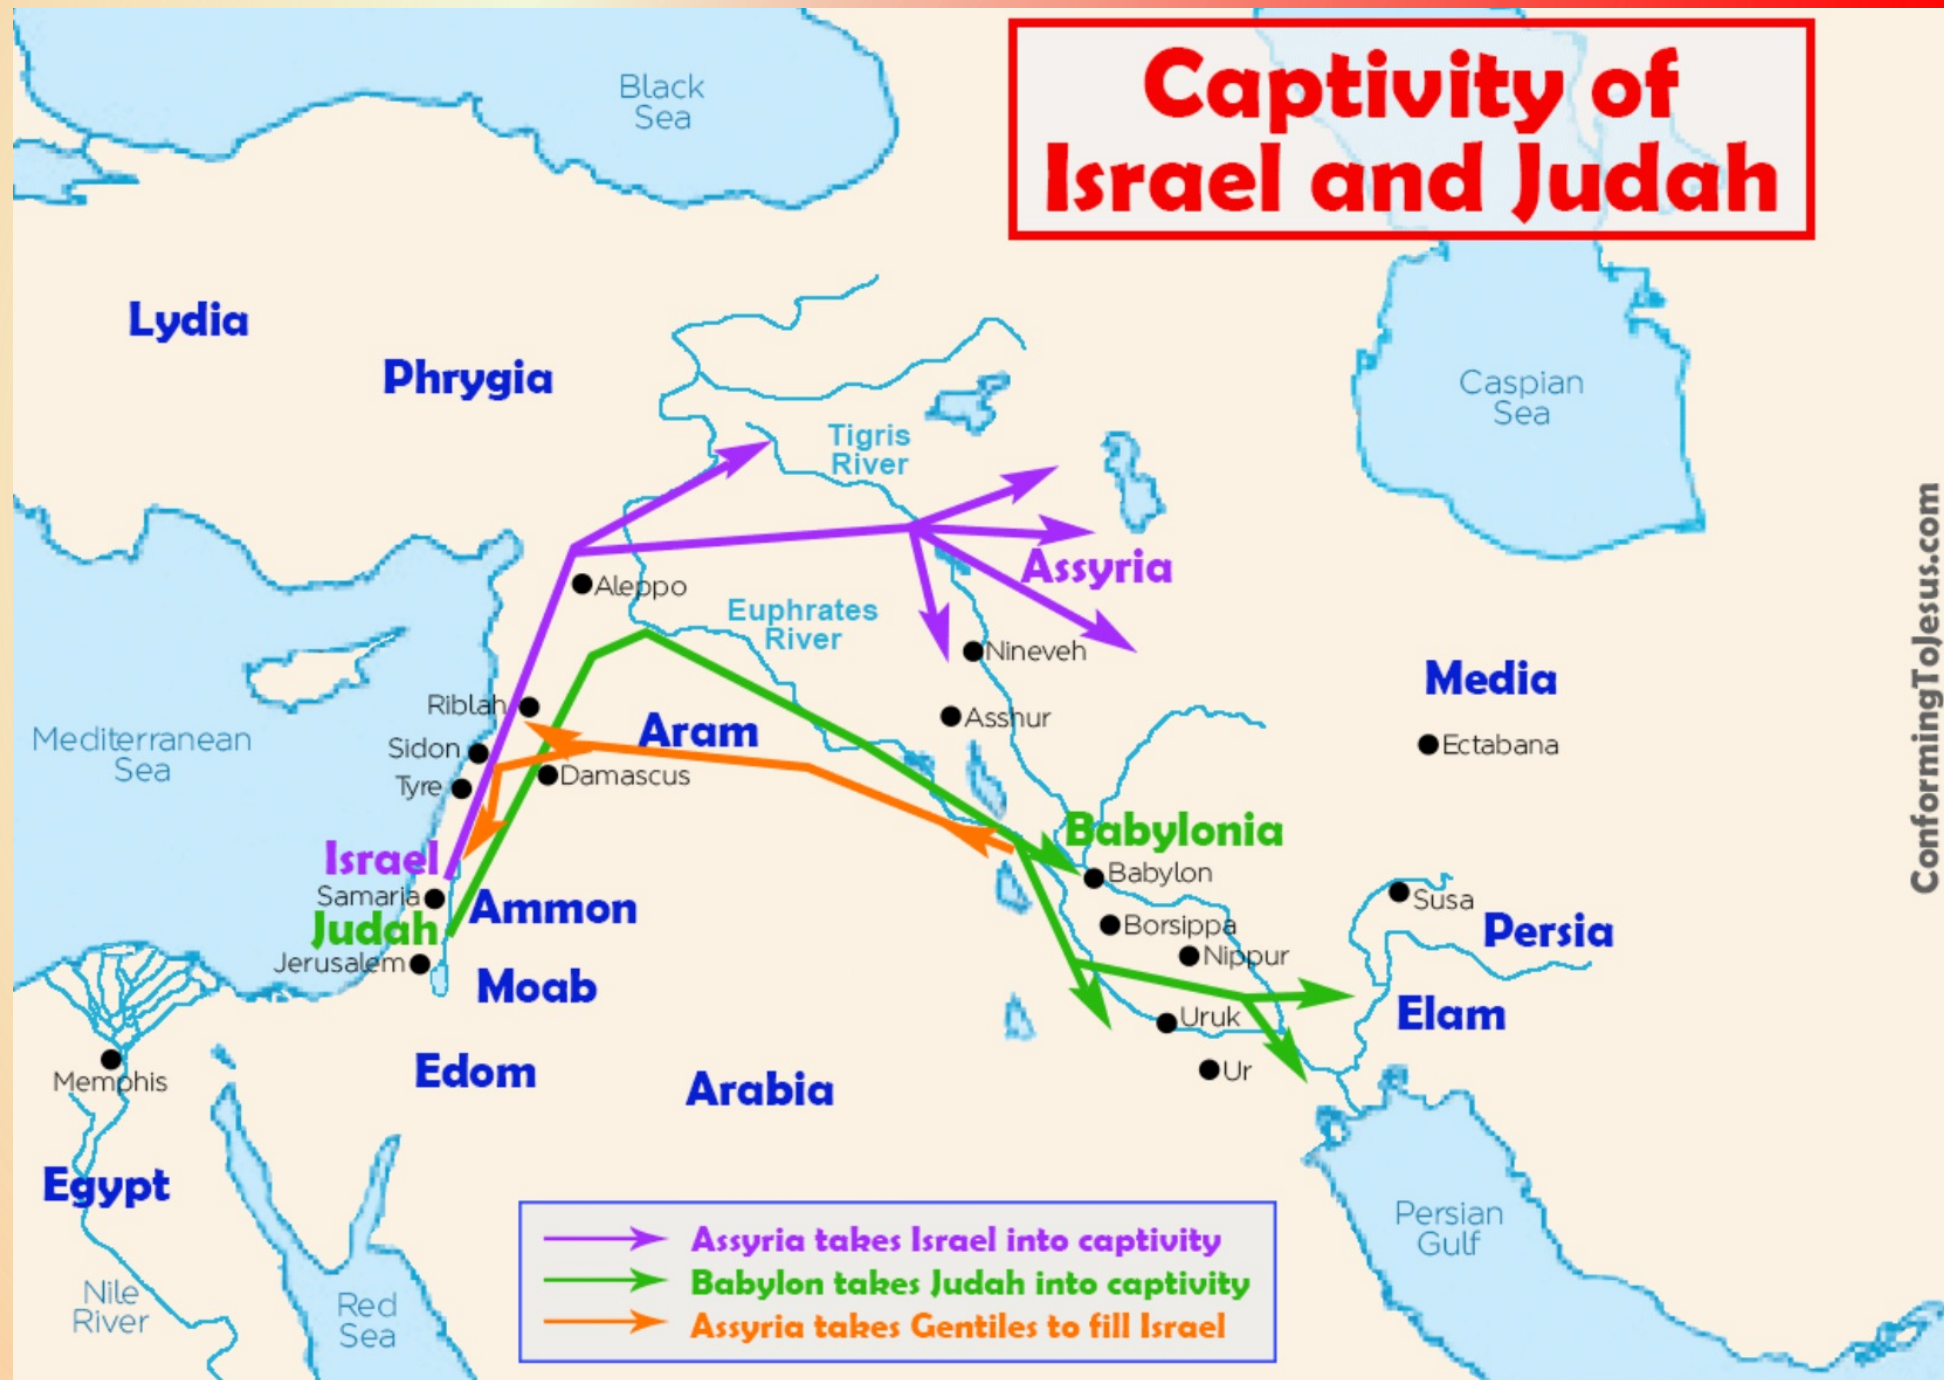 Captivity of
Israel and Judah
Black
Sea
Lydia
Phrygia
Caspian
Sea
Tigris
River
Assyria
Aleppo
Euphrates
River
Nineveh
Media
Riblah
Asshur
Aram
Mediterranean
Sea
Sidon
Ectabana
Tyre
Damascus
Babylonia
Israel
Babylon
Samaria
Susa
Ammon
Judah
Borsippa
Persia
Jerusalem
Nippur
Moab
Elam
Uruk
Edom
Ur
Memphis
Arabia
Egypt
Persian
Gulf
Nile
River
Red
Sea
Assyria takes Israel into captivity
Babylon takes Judah into captivity
Assyria takes Gentiles to fill Israel
ConformingToJesus.com